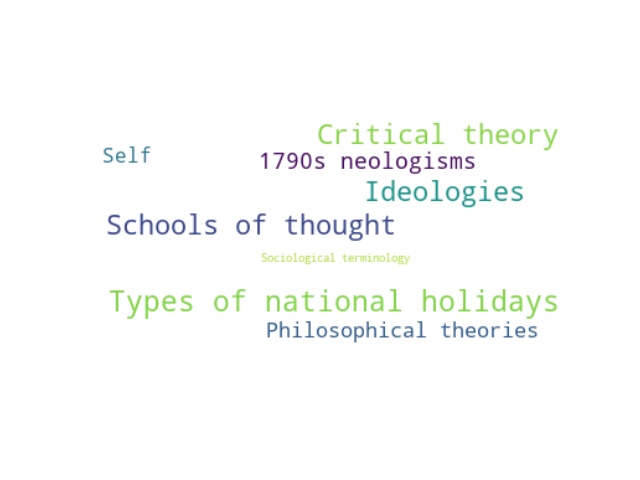 Critical theory
Self
1790s neologisms
Ideologies
Schools of thought
Sociological terminology
Types of national holidays
Philosophical theories